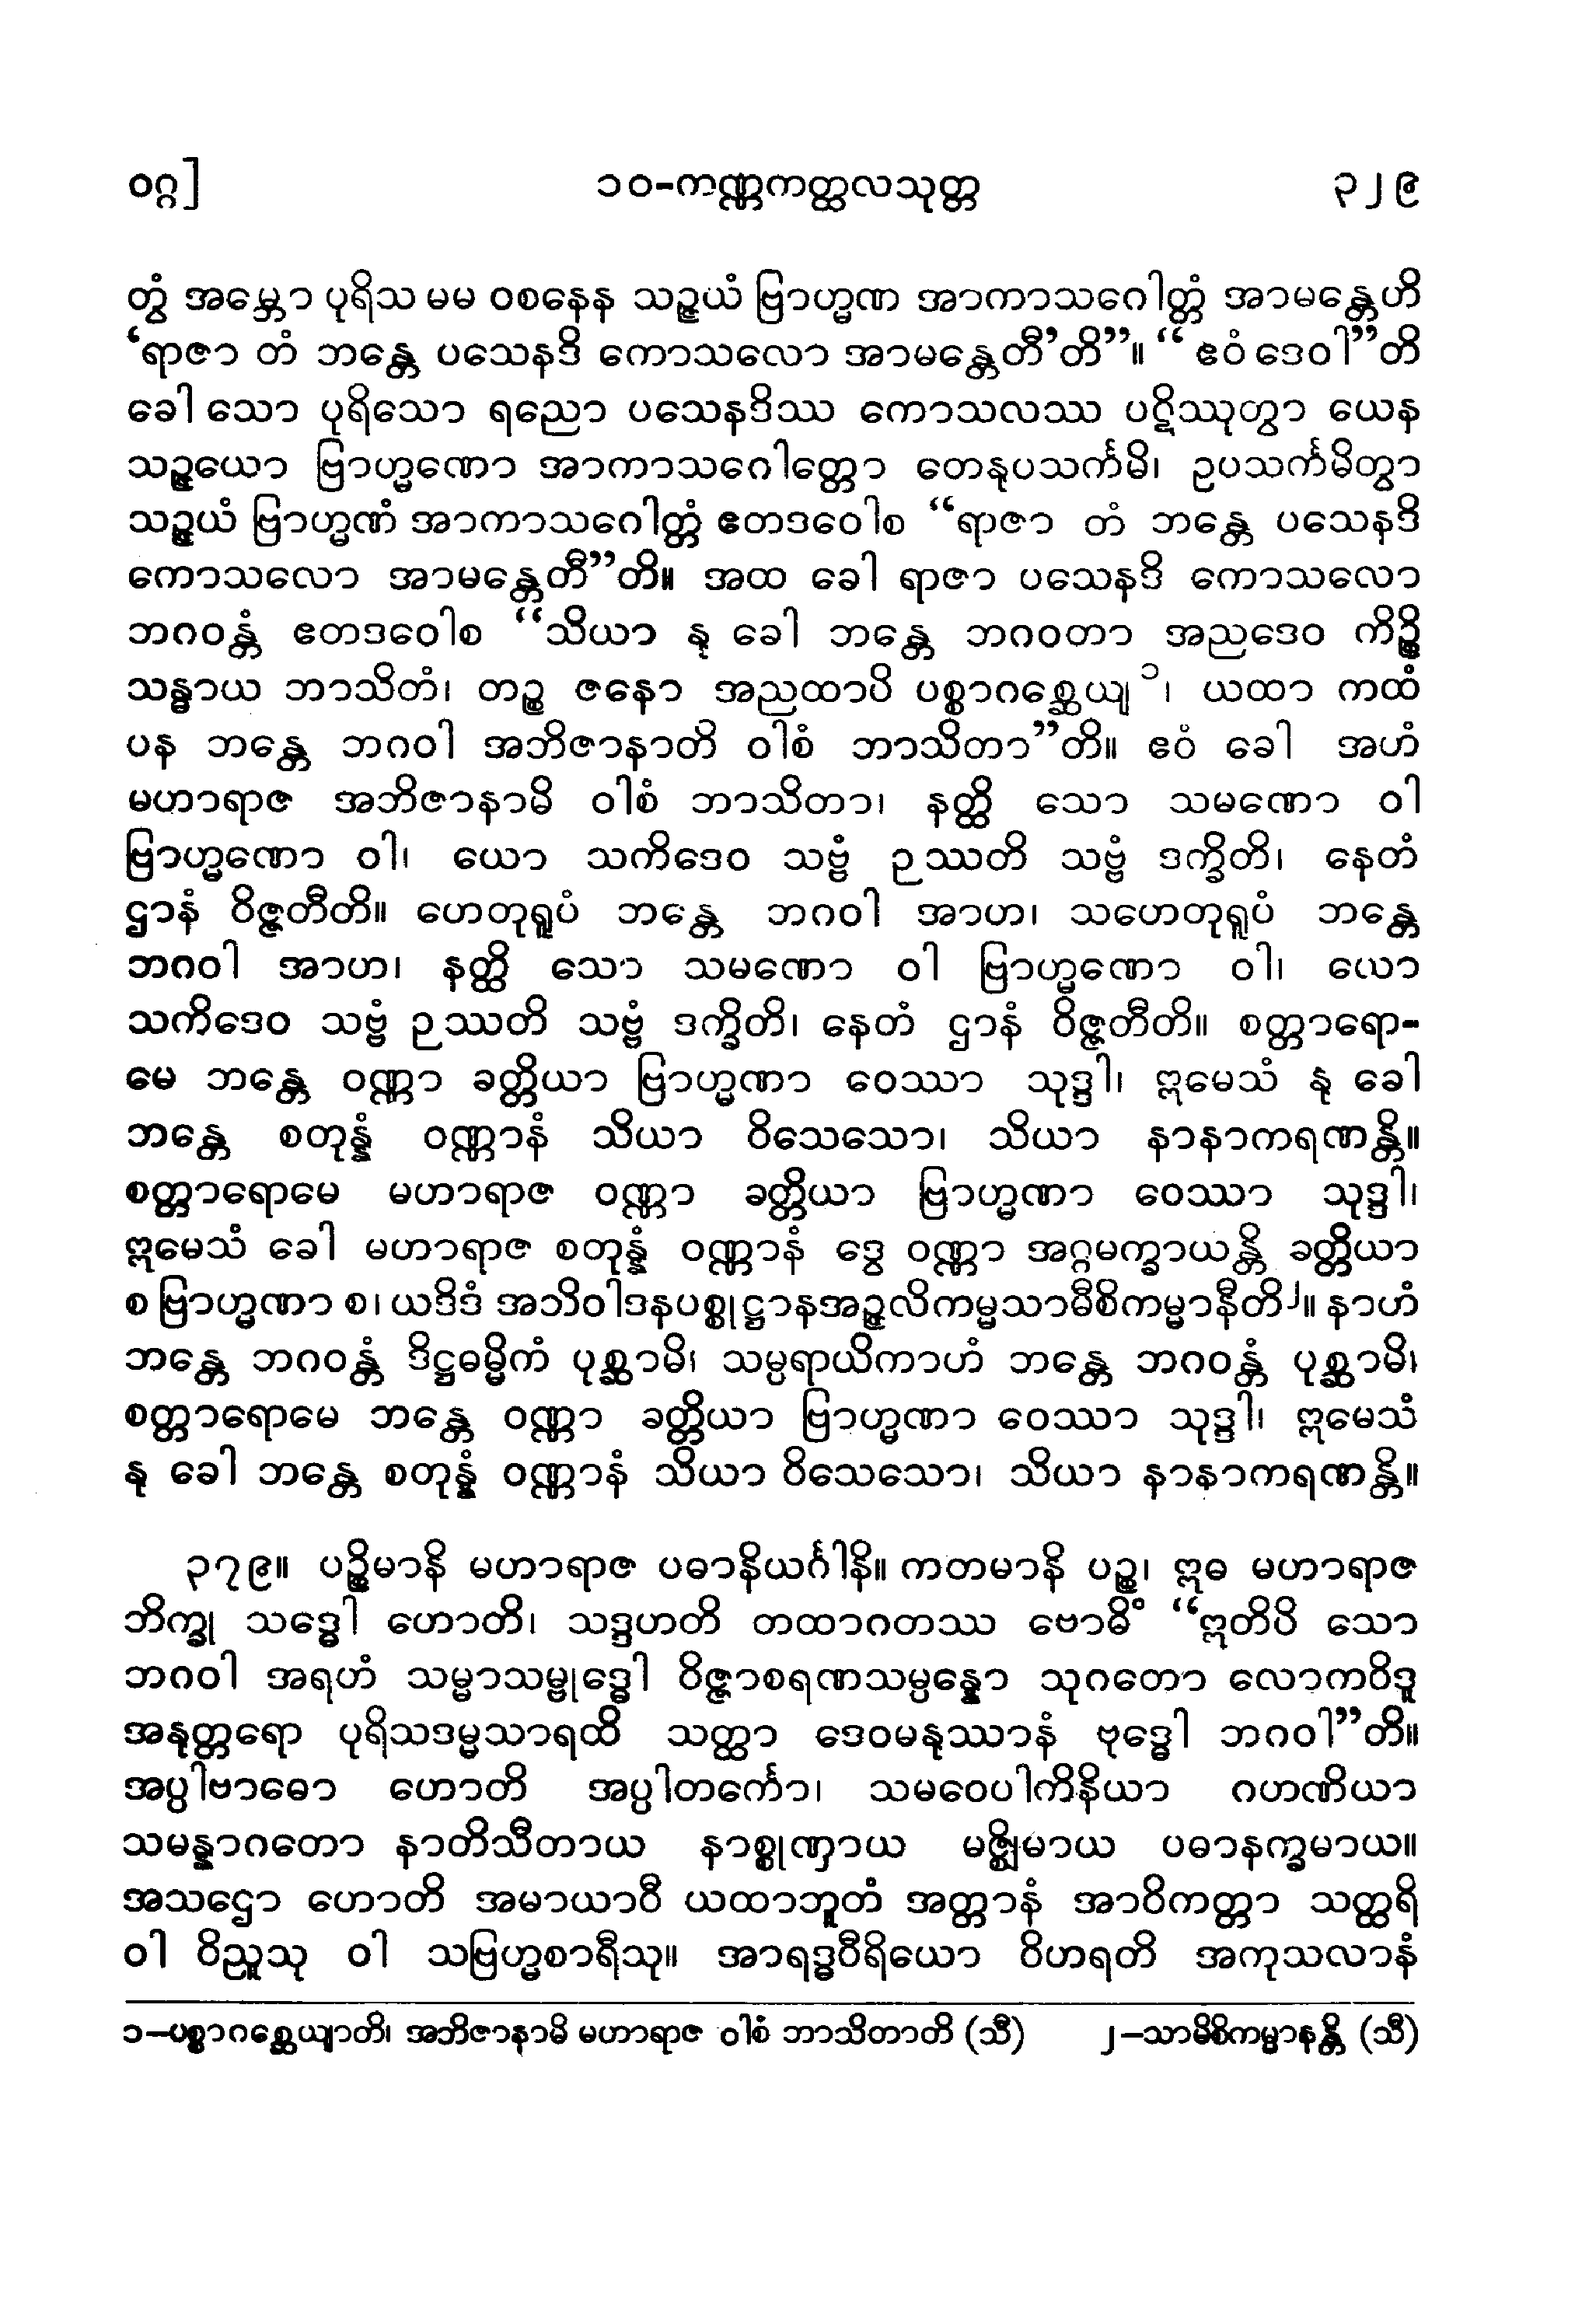 ဝဂ္ဂ]	၁၀-ကဏ္ဏကတ္ထလသုတ္တ	၃၂၉
တွံ အမ္ဘော ပုရိသ မမ ဝစနေန သဉ္ဇယံ ဗြာဟ္မဏ အာကာသဂေါတ္တံ အာမန္တေဟိ
‘ရာဇာ တံ ဘန္တေ ပသေနဒိ ကောသလော အာမန္တေတီ’တိ”။ “ဧဝံ ဒေဝါ”တိ
ခေါ သော ပုရိသော ရညော ပသေနဒိဿ ကောသလဿ ပဋိဿုတွာ ယေန
သဉ္ဇယော ဗြာဟ္မဏော အာကာသဂေါတ္တော တေနုပသင်္ကမိ၊ ဥပသင်္ကမိတွာ
သဉ္ဇယံ ဗြာဟ္မဏံ အာကာသဂေါတ္တံ ဧတဒဝေါစ “ရာဇာ တံ ဘန္တေ ပသေနဒိ
ကောသလော အာမန္တေတီ”တိ။ အထ ခေါ ရာဇာ ပသေနဒိ ကောသလော
ဘဂဝန္တံ ဧတဒဝေါစ “သိယာ နု ခေါ ဘန္တေ ဘဂဝတာ အညဒေဝ ကိဉ္စိ
သန္ဓာယ ဘာသိတံ၊ တဉ္စ ဇနော အညထာပိ ပစ္စာဂစ္ဆေယျ၁၊ ယထာ ကထံ
ပန ဘန္တေ ဘဂဝါ အဘိဇာနာတိ ဝါစံ ဘာသိတာ”တိ။ ဧဝံ ခေါ အဟံ
မဟာရာဇ အဘိဇာနာမိ ဝါစံ ဘာသိတာ၊ နတ္ထိ သော သမဏော ဝါ
ဗြာဟ္မဏော ဝါ၊ ယော သကိဒေဝ သဗ္ဗံ ဉဿတိ သဗ္ဗံ ဒက္ခိတိ၊ နေတံ
ဌာနံ ဝိဇ္ဇတီတိ။ ဟေတုရူပံ ဘန္တေ ဘဂဝါ အာဟ၊ သဟေတုရူပံ ဘန္တေ
ဘဂဝါ အာဟ၊ နတ္ထိ သော သမဏော ဝါ ဗြာဟ္မဏော ဝါ၊ ယော
သကိဒေဝ သဗ္ဗံ ဉဿတိ သဗ္ဗံ ဒက္ခိတိ၊ နေတံ ဌာနံ ဝိဇ္ဇတီတိ။ စတ္တာရော-
မေ ဘန္တေ ဝဏ္ဏာ ခတ္တိယာ ဗြာဟ္မဏာ ဝေဿာ သုဒ္ဒါ၊ ဣမေသံ နု ခေါ
ဘန္တေ စတုန္နံ ဝဏ္ဏာနံ သိယာ ဝိသေသော၊ သိယာ နာနာကရဏန္တိ။
စတ္တာရောမေ မဟာရာဇ ဝဏ္ဏာ ခတ္တိယာ ဗြာဟ္မဏာ ဝေဿာ သုဒ္ဒါ၊
ဣမေသံ ခေါ မဟာရာဇ စတုန္နံ ဝဏ္ဏာနံ ဒွေ ဝဏ္ဏာ အဂ္ဂမက္ခာယန္တိ ခတ္တိယာ
စ ဗြာဟ္မဏာ စ၊ ယဒိဒံ အဘိဝါဒနပစ္စုဋ္ဌာနအဉ္ဇလိကမ္မသာမီစိကမ္မာနီတိ၂။ နာဟံ
ဘန္တေ ဘဂဝန္တံ ဒိဋ္ဌဓမ္မိကံ ပုစ္ဆာမိ၊ သမ္ပရာယိကာဟံ ဘန္တေ ဘဂဝန္တံ ပုစ္ဆာမိ၊
စတ္တာရောမေ ဘန္တေ ဝဏ္ဏာ ခတ္တိယာ ဗြာဟ္မဏာ ဝေဿာ သုဒ္ဒါ၊ ဣမေသံ
နု ခေါ ဘန္တေ စတုန္နံ ဝဏ္ဏာနံ သိယာ ဝိသေသော၊ သိယာ နာနာကရဏန္တိ။
၃၇၉။ ပဉ္စိမာနိ မဟာရာဇ ပဓာနိယင်္ဂါနိ။ ကတမာနိ ပဉ္စ၊ ဣဓ မဟာရာဇ
ဘိက္ခု သဒ္ဓေါ ဟောတိ၊ သဒ္ဒဟတိ တထာဂတဿ ဗောဓိံ “ဣတိပိ သော
ဘဂဝါ အရဟံ သမ္မာသမ္ဗုဒ္ဓေါ ဝိဇ္ဇာစရဏသမ္ပန္နော သုဂတော လောကဝိဒူ
အနုတ္တရော ပုရိသဒမ္မသာရထိ သတ္ထာ ဒေဝမနုဿာနံ ဗုဒ္ဓေါ ဘဂဝါ”တိ။
အပ္ပါဗာဓော ဟောတိ အပ္ပါတင်္ကော၊ သမဝေပါကိနိယာ ဂဟဏိယာ
သမန္နာဂတော နာတိသီတာယ နာစ္စုဏှာယ မဇ္ဈိမာယ ပဓာနက္ခမာယ။
အသဌော ဟောတိ အမာယာဝီ ယထာဘူတံ အတ္တာနံ အာဝိကတ္တာ သတ္ထရိ
ဝါ ဝိညူသု ဝါ သဗြဟ္မစာရီသု။ အာရဒ္ဓဝီရိယော ဝိဟရတိ အကုသလာနံ
၁–ပစ္စာဂစ္ဆေယျာတိ၊ အဘိဇာနာမိ မဟာရာဇ ဝါစံ ဘာသိတာတိ (သီ)	၂–သာမိစိကမ္မာနန္တိ (သီ)